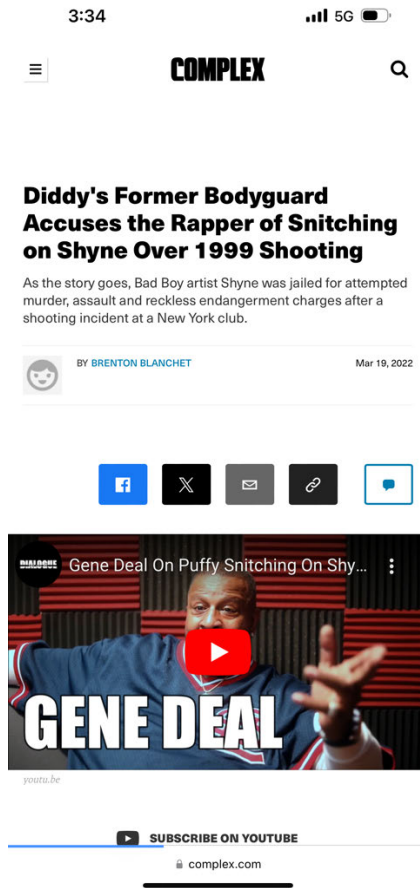 3:34
5G
COMPLEX
Diddy's Former Bodyguard
Accuses the Rapper of Snitching
on Shyne Over 1999 Shooting
As the story goes, Bad Boy artist Shyne was jailed for attempted
murder, assault and reckless endangerment charges after a
shooting incident at a New York club.
BY BRENTON BLANCHET
Mar 19, 2022
DIALOGUE
Gene Deal On Puffy Snitching On Shy...
GENE DEAL
youtu.be
SUBSCRIBE ON YOUTUBE
complex.com